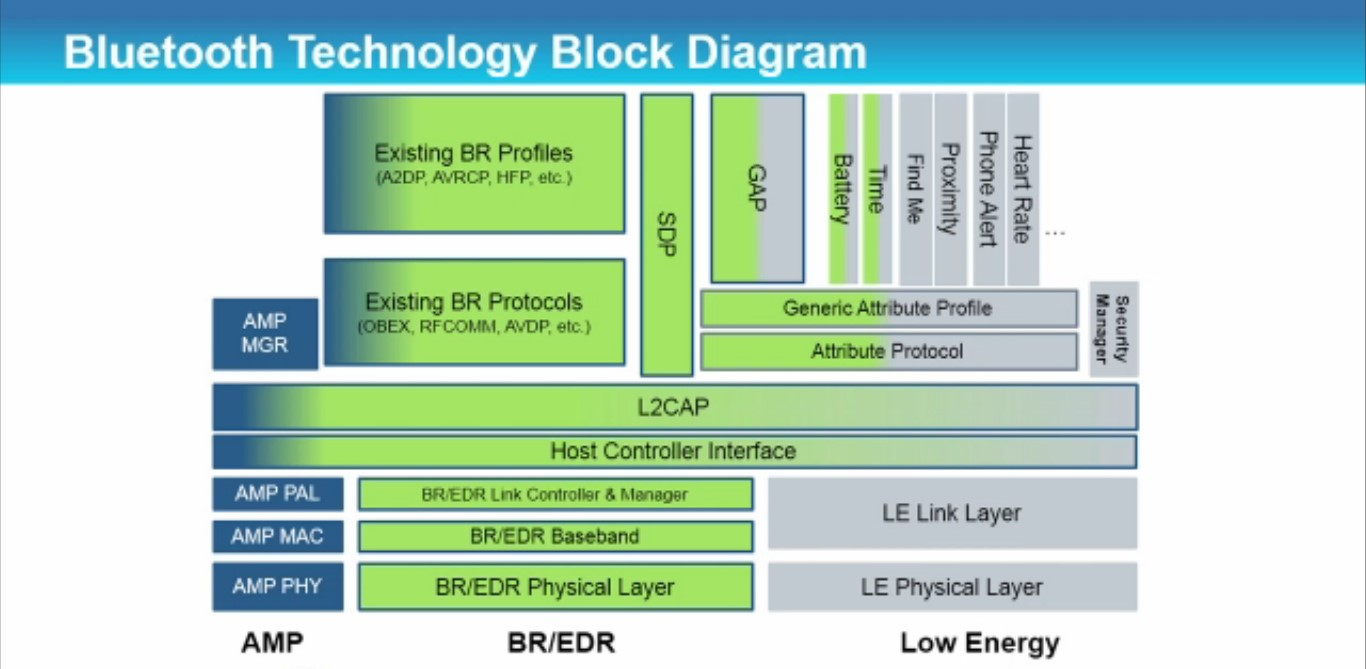 Bluetooth Technology Block Diagram
Existing BR Profiles
(A2DP, AVRCP, HFP, etc.)
SDP
GAP
Battery
Time
Find Me
Proximity
Phone Alert
Heart Rate
...
AMP
MGR
Existing BR Protocols
(OBEX, RFCOMM, AVDP, etc.)
Generic Attribute Profile
Attribute Protocol
Security
Manager
L2CAP
Host Controller Interface
AMP PAL
BR/EDR Link Controller & Manager
LE Link Layer
AMP MAC
BR/EDR Baseband
AMP PHY
BR/EDR Physical Layer
LE Physical Layer
AMP
BR/EDR
Low Energy